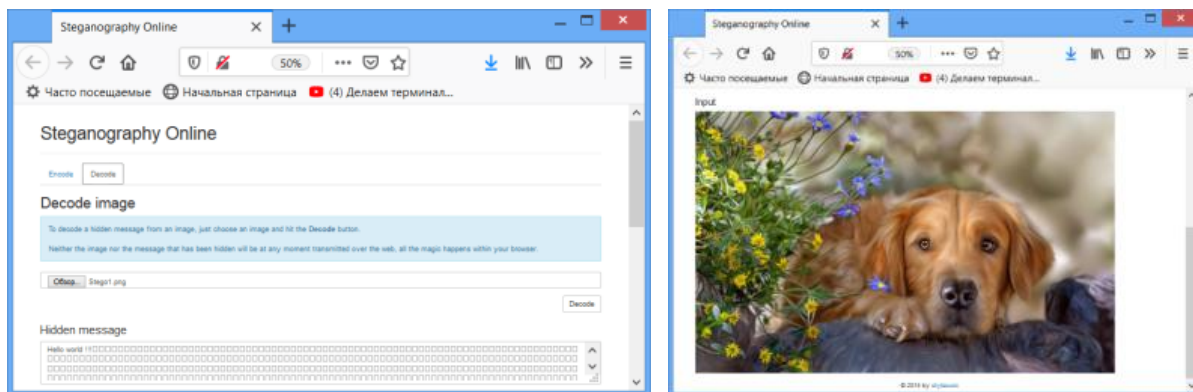 Steganography Online
50%
Часто посещаемые Начальная страница (4) Делаем терминал...
Steganography Online
Encode Decode
Decode image
To decode a hidden message from an image, just choose an image and hit the Decode button.
Neither the image nor the message that has been hidden will be at any moment transmitted over the web, all the magic happens within your browser.
Обзор... Stego1.png
Decode
Hidden message
Hello world !!
Steganography Online
50%
Часто посещаемые Начальная страница (4) Делаем терминал...
Input
© 2016 by